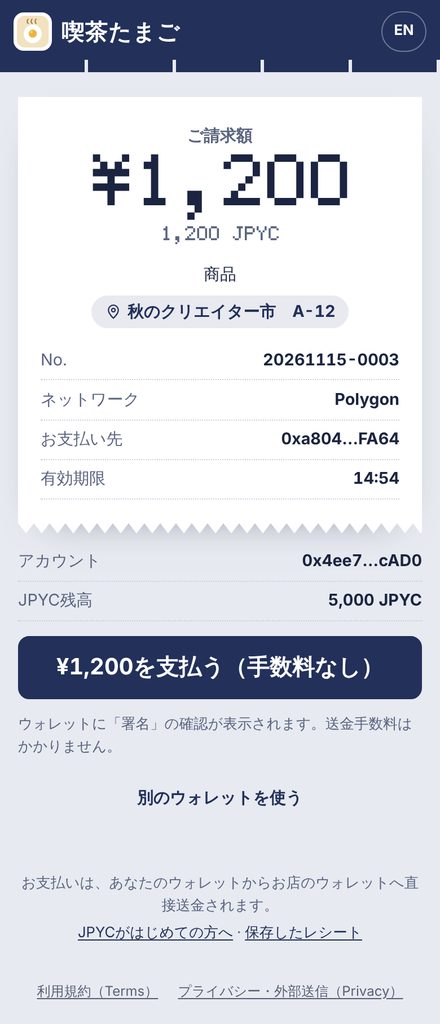 喫茶たまご
EN
ご請求額
¥1,200
1,200 JPYC
商品
秋のクリエイター市　A-12
No. 20261115-0003
ネットワーク Polygon
お支払い先 0xa804...FA64
有効期限 14:54
アカウント 0x4ee7...cAD0
JPYC残高 5,000 JPYC
¥1,200を支払う（手数料なし）
ウォレットに「署名」の確認が表示されます。送金手数料は
かかりません。
別のウォレットを使う
お支払いは、あなたのウォレットからお店のウォレットへ直
接送金されます。
JPYCがはじめての方へ · 保存したレシート
利用規約（Terms） プライバシー・外部送信（Privacy）